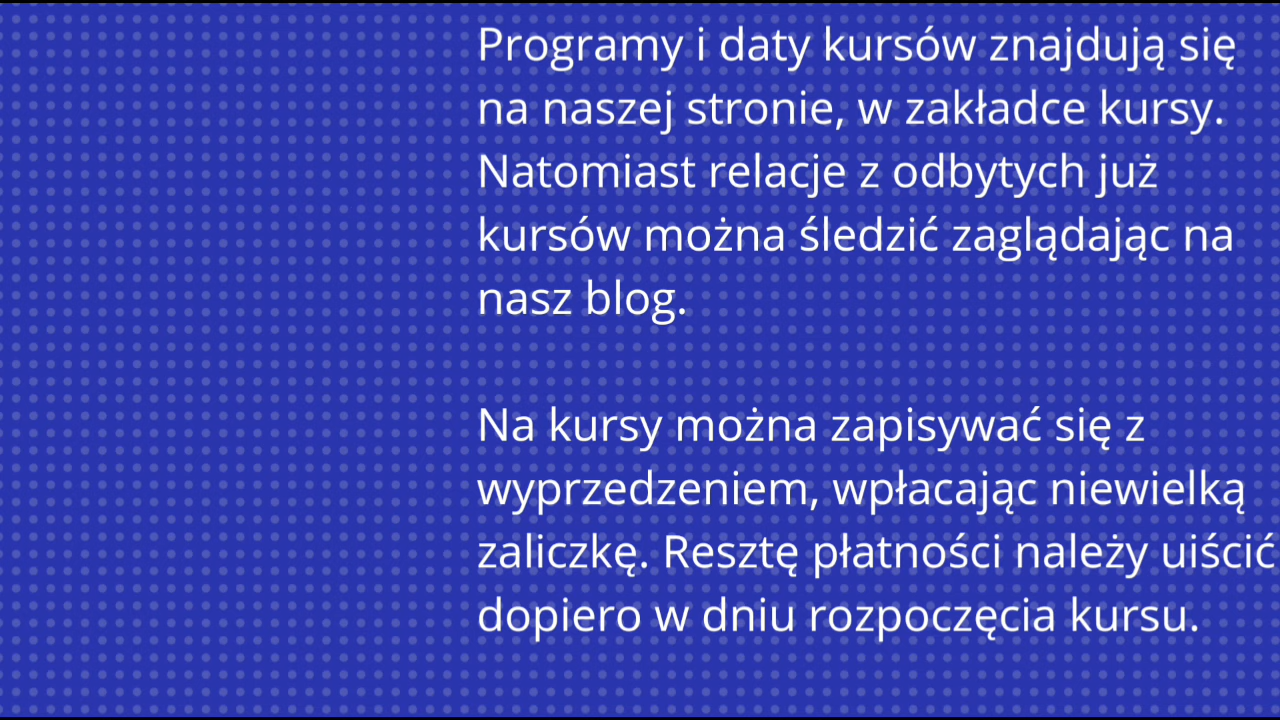 Programy i daty kursów znajdują się
na naszej stronie, w zakładce kursy.
Natomiast relacje z odbytych już
kursów można śledzić zaglądając na
nasz blog.
Na kursy można zapisywać się z
wyprzedzeniem, wpłacając niewielką
zaliczkę. Resztę płatności należy uiścić
dopiero w dniu rozpoczęcia kursu.